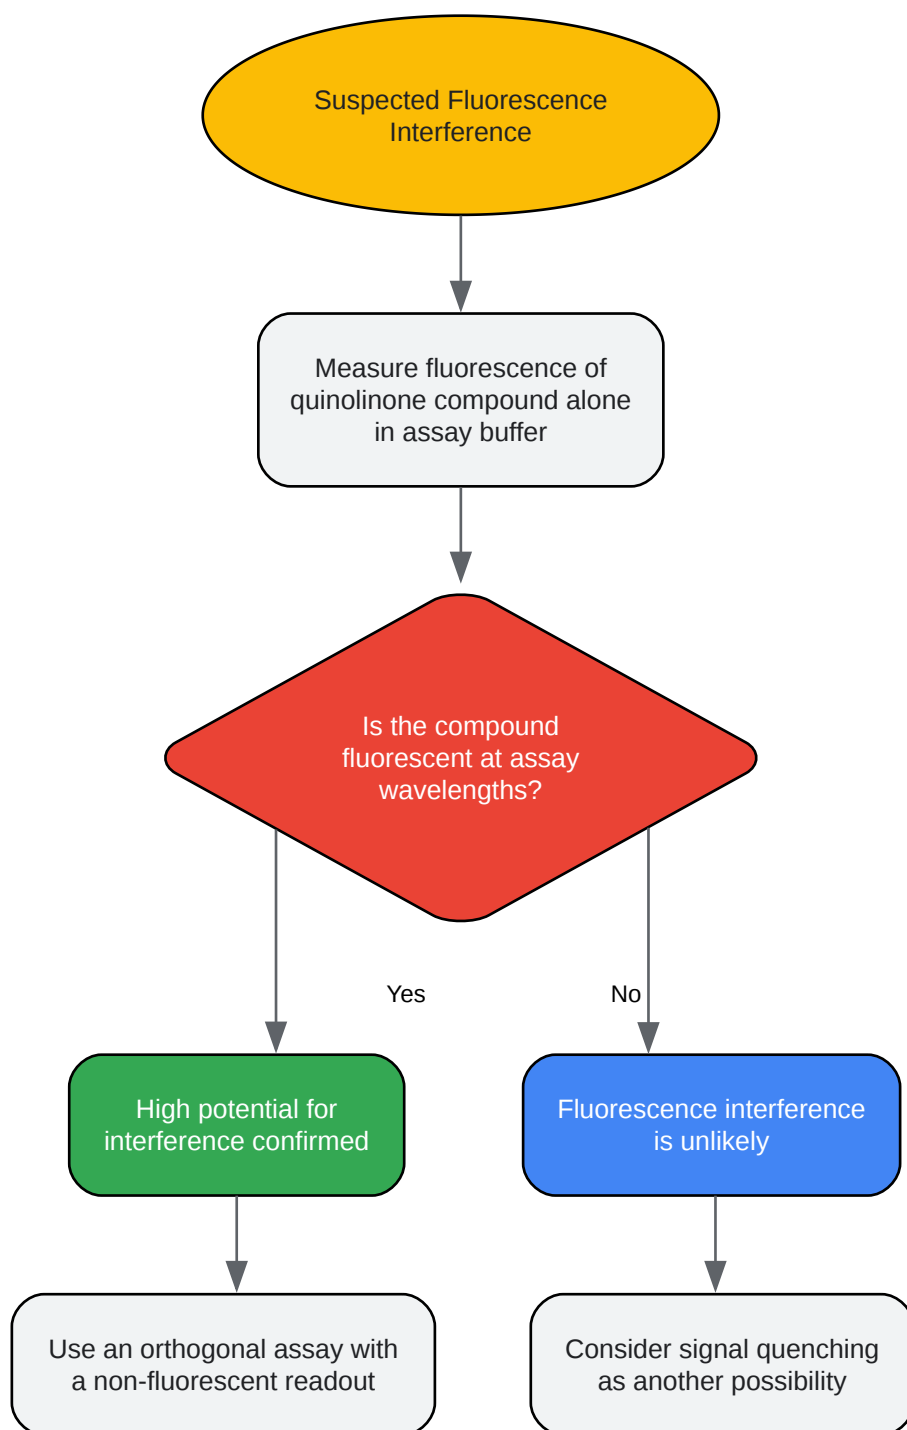 Suspected Fluorescence
Interference
Measure fluorescence of
quinolinone compound alone
in assay buffer
Is the compound
fluorescent at assay
wavelengths?
Yes
No
High potential for
interference confirmed
Fluorescence interference
is unlikely
Use an orthogonal assay with
a non-fluorescent readout
Consider signal quenching
as another possibility